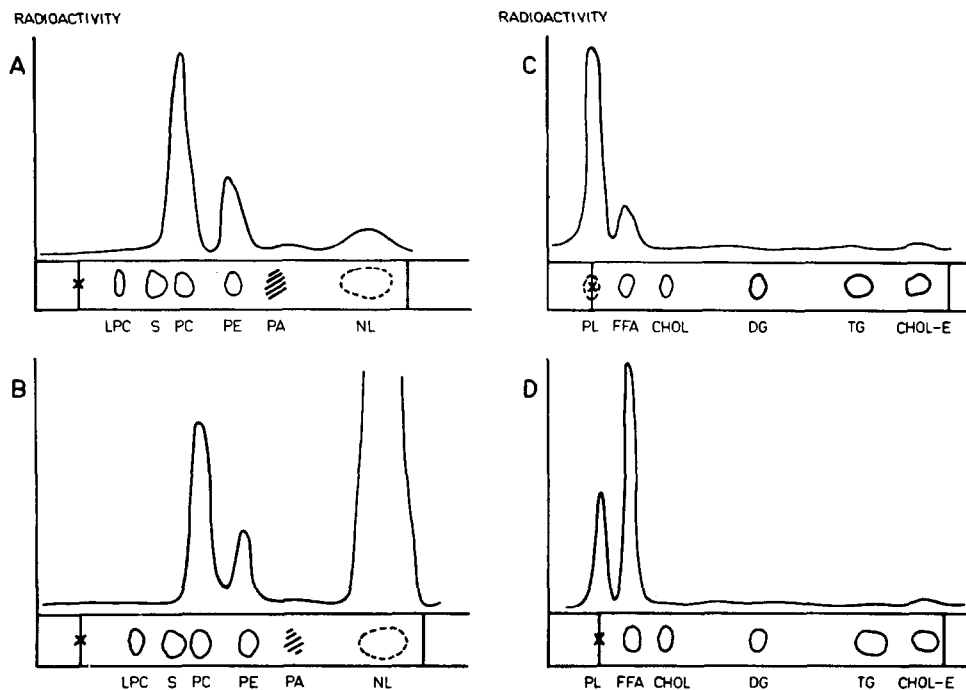 RADIOACTIVITY
A
LPC S PC PE PA NL
B
LPC S PC PE PA NL
RADIOACTIVITY
C
PL FFA CHOL DG TG CHOL-E
D
PL FFA CHOL DG TG CHOL-E